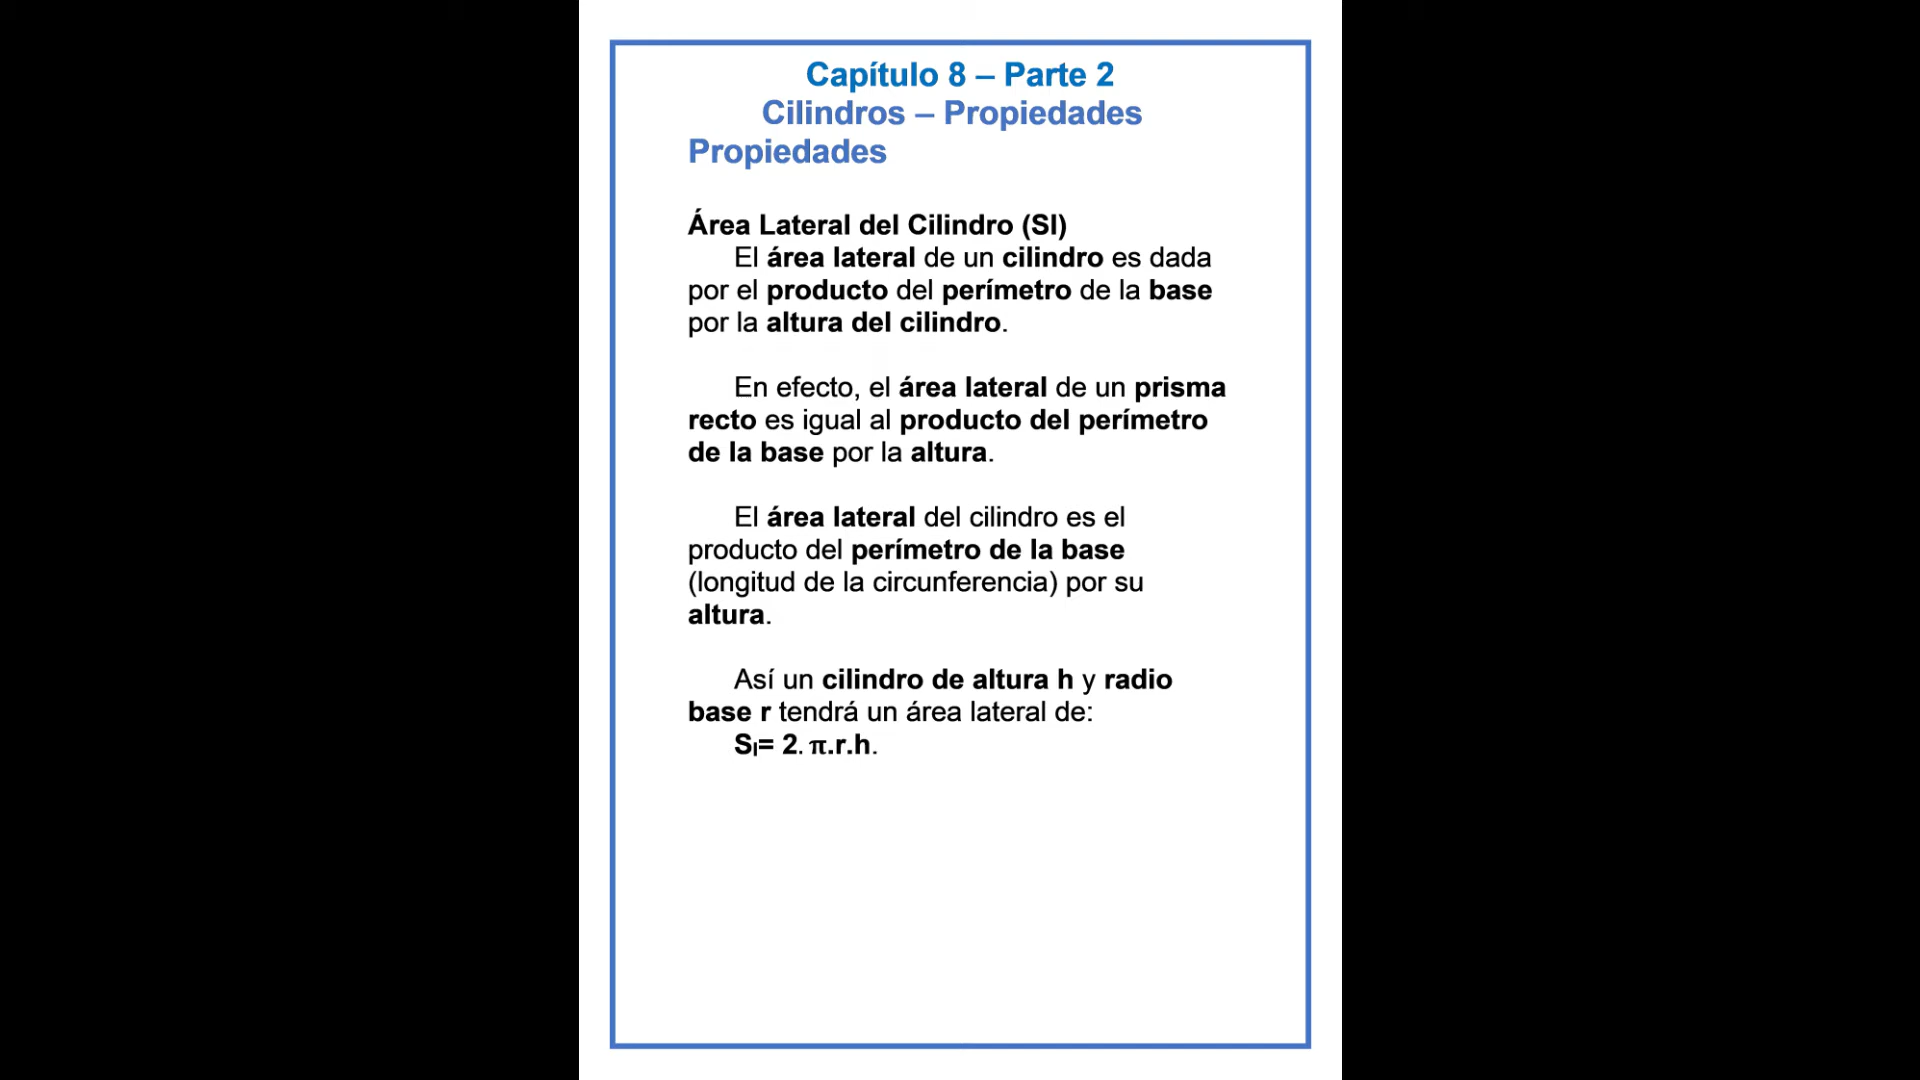 Capítulo 8 – Parte 2
Cilindros – Propiedades
Propiedades
Área Lateral del Cilindro (Sl)
El área lateral de un cilindro es dada
por el producto del perímetro de la base
por la altura del cilindro.
En efecto, el área lateral de un prisma
recto es igual al producto del perímetro
de la base por la altura.
El área lateral del cilindro es el
producto del perímetro de la base
(longitud de la circunferencia) por su
altura.
Así un cilindro de altura h y radio
base r tendrá un área lateral de:
Sₗ= 2. π.r.h.